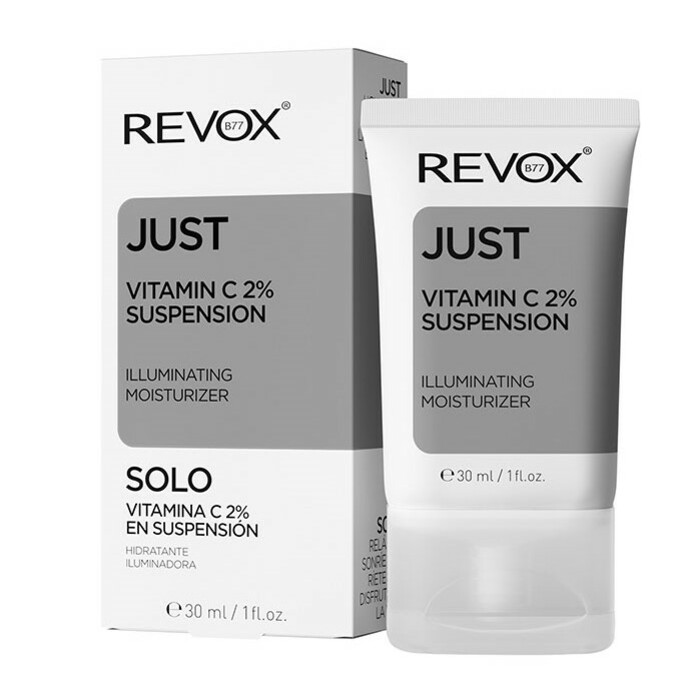 REVOX®
B77
JUST
VITAMIN C 2%
SUSPENSION
ILLUMINATING
MOISTURIZER
SOLO
VITAMINA C 2%
EN SUSPENSIÓN
HIDRATANTE
ILUMINADORA
℮30 ml / 1fl.oz.
JUST
REVOX®
B77
JUST
VITAMIN C 2%
SUSPENSION
ILLUMINATING
MOISTURIZER
℮30 ml / 1fl.oz.